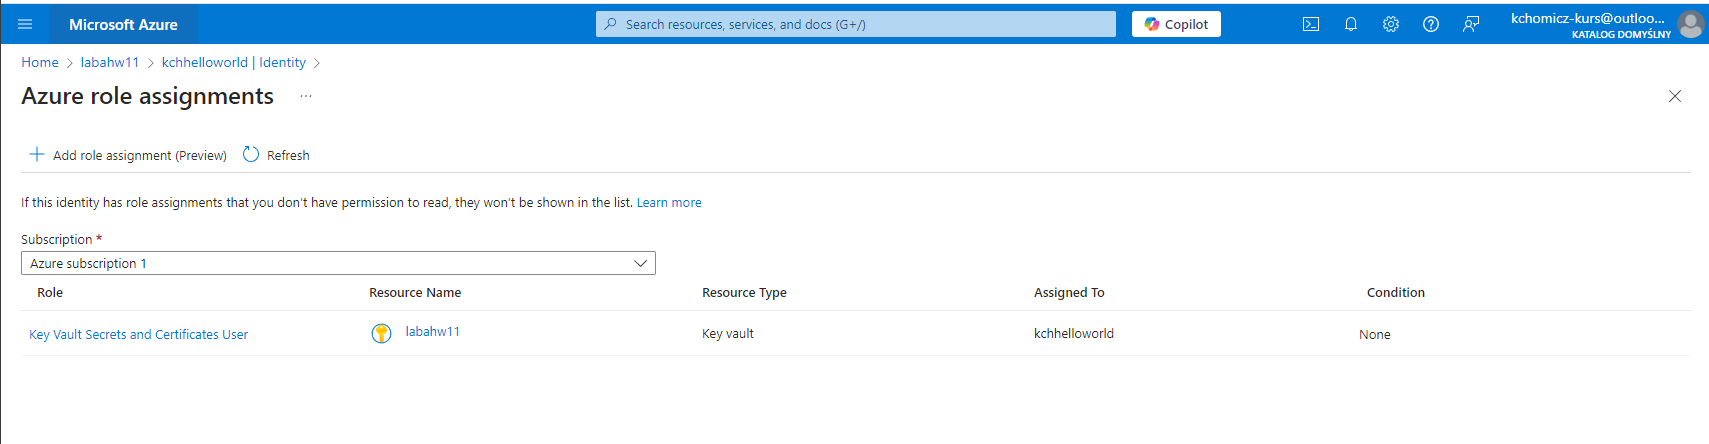 Microsoft Azure
Search resources, services, and docs (G+/)
Copilot
kchomicz-kurs@outloo...
KATALOG DOMYŚLNY
Home > labahw11 > kchhelloworld | Identity >
Azure role assignments ...
Add role assignment (Preview) Refresh
If this identity has role assignments that you don't have permission to read, they won't be shown in the list. Learn more
Subscription *
Azure subscription 1
Role Resource Name Resource Type Assigned To Condition
Key Vault Secrets and Certificates User labahw11 Key vault kchhelloworld None